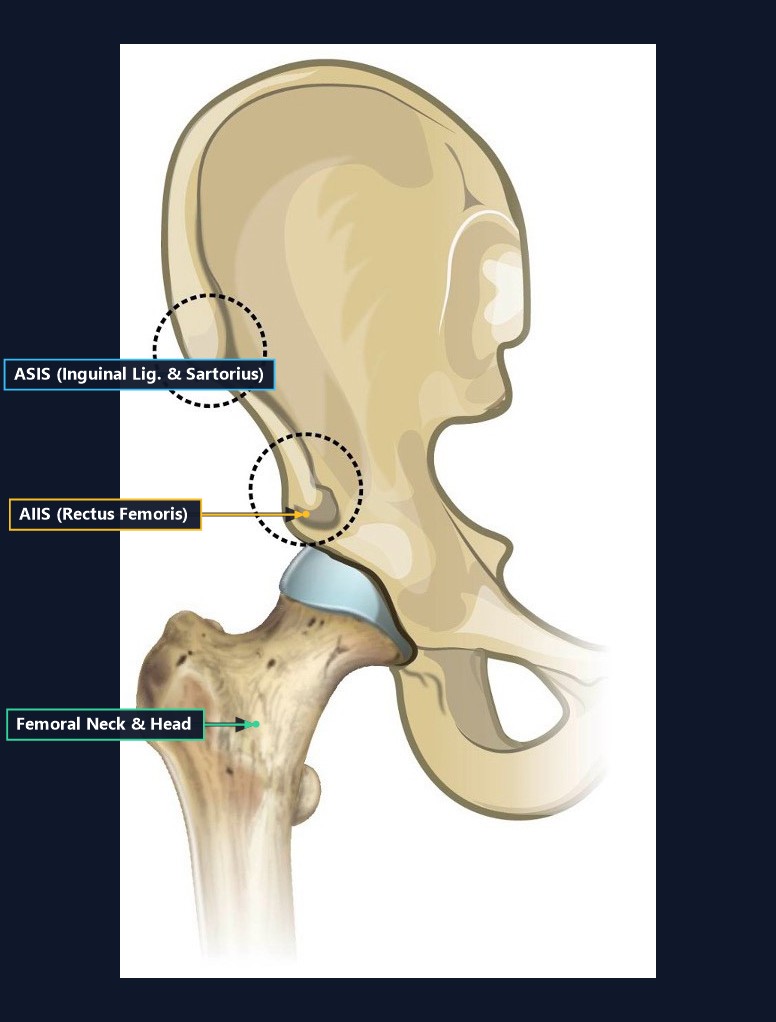 ASIS (Inguinal Lig. & Sartorius)
AIIS (Rectus Femoris)
Femoral Neck & Head